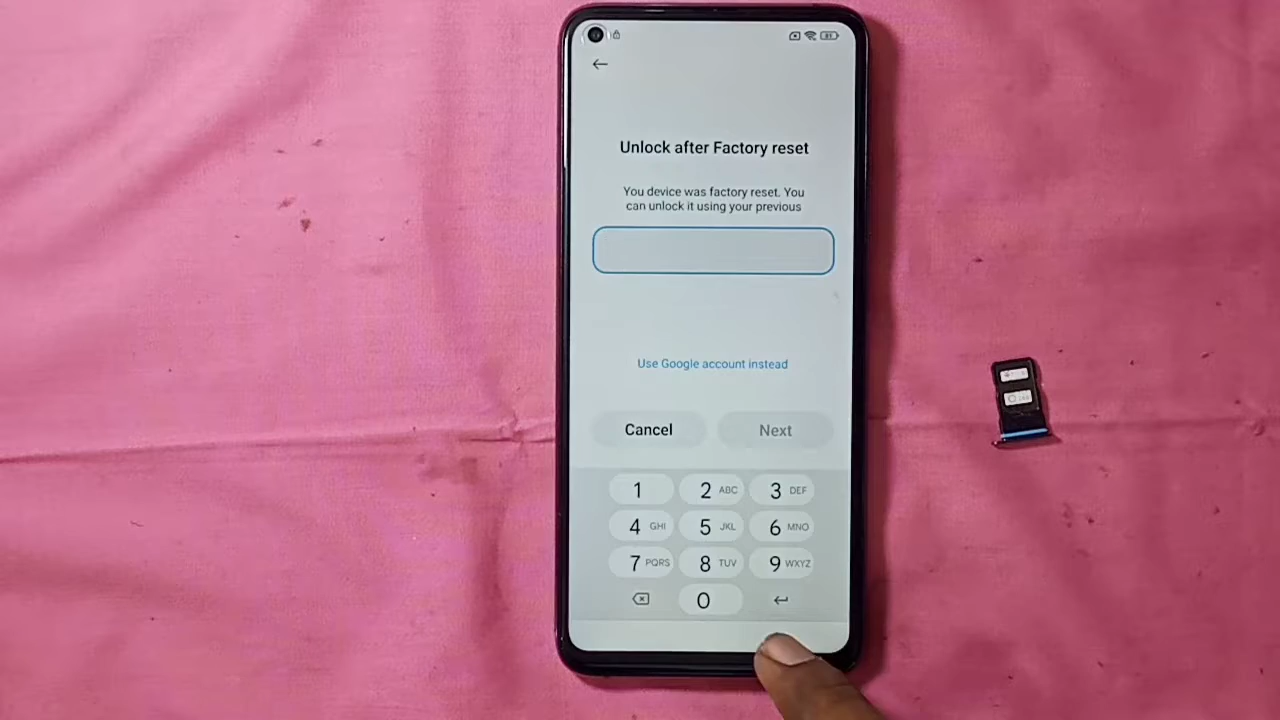 Unlock after Factory reset
You device was factory reset. You
can unlock it using your previous
Use Google account instead
Cancel Next
1 2 ABC 3 DEF
4 GHI 5 JKL 6 MNO
7 PQRS 8 TUV 9 WXYZ
0